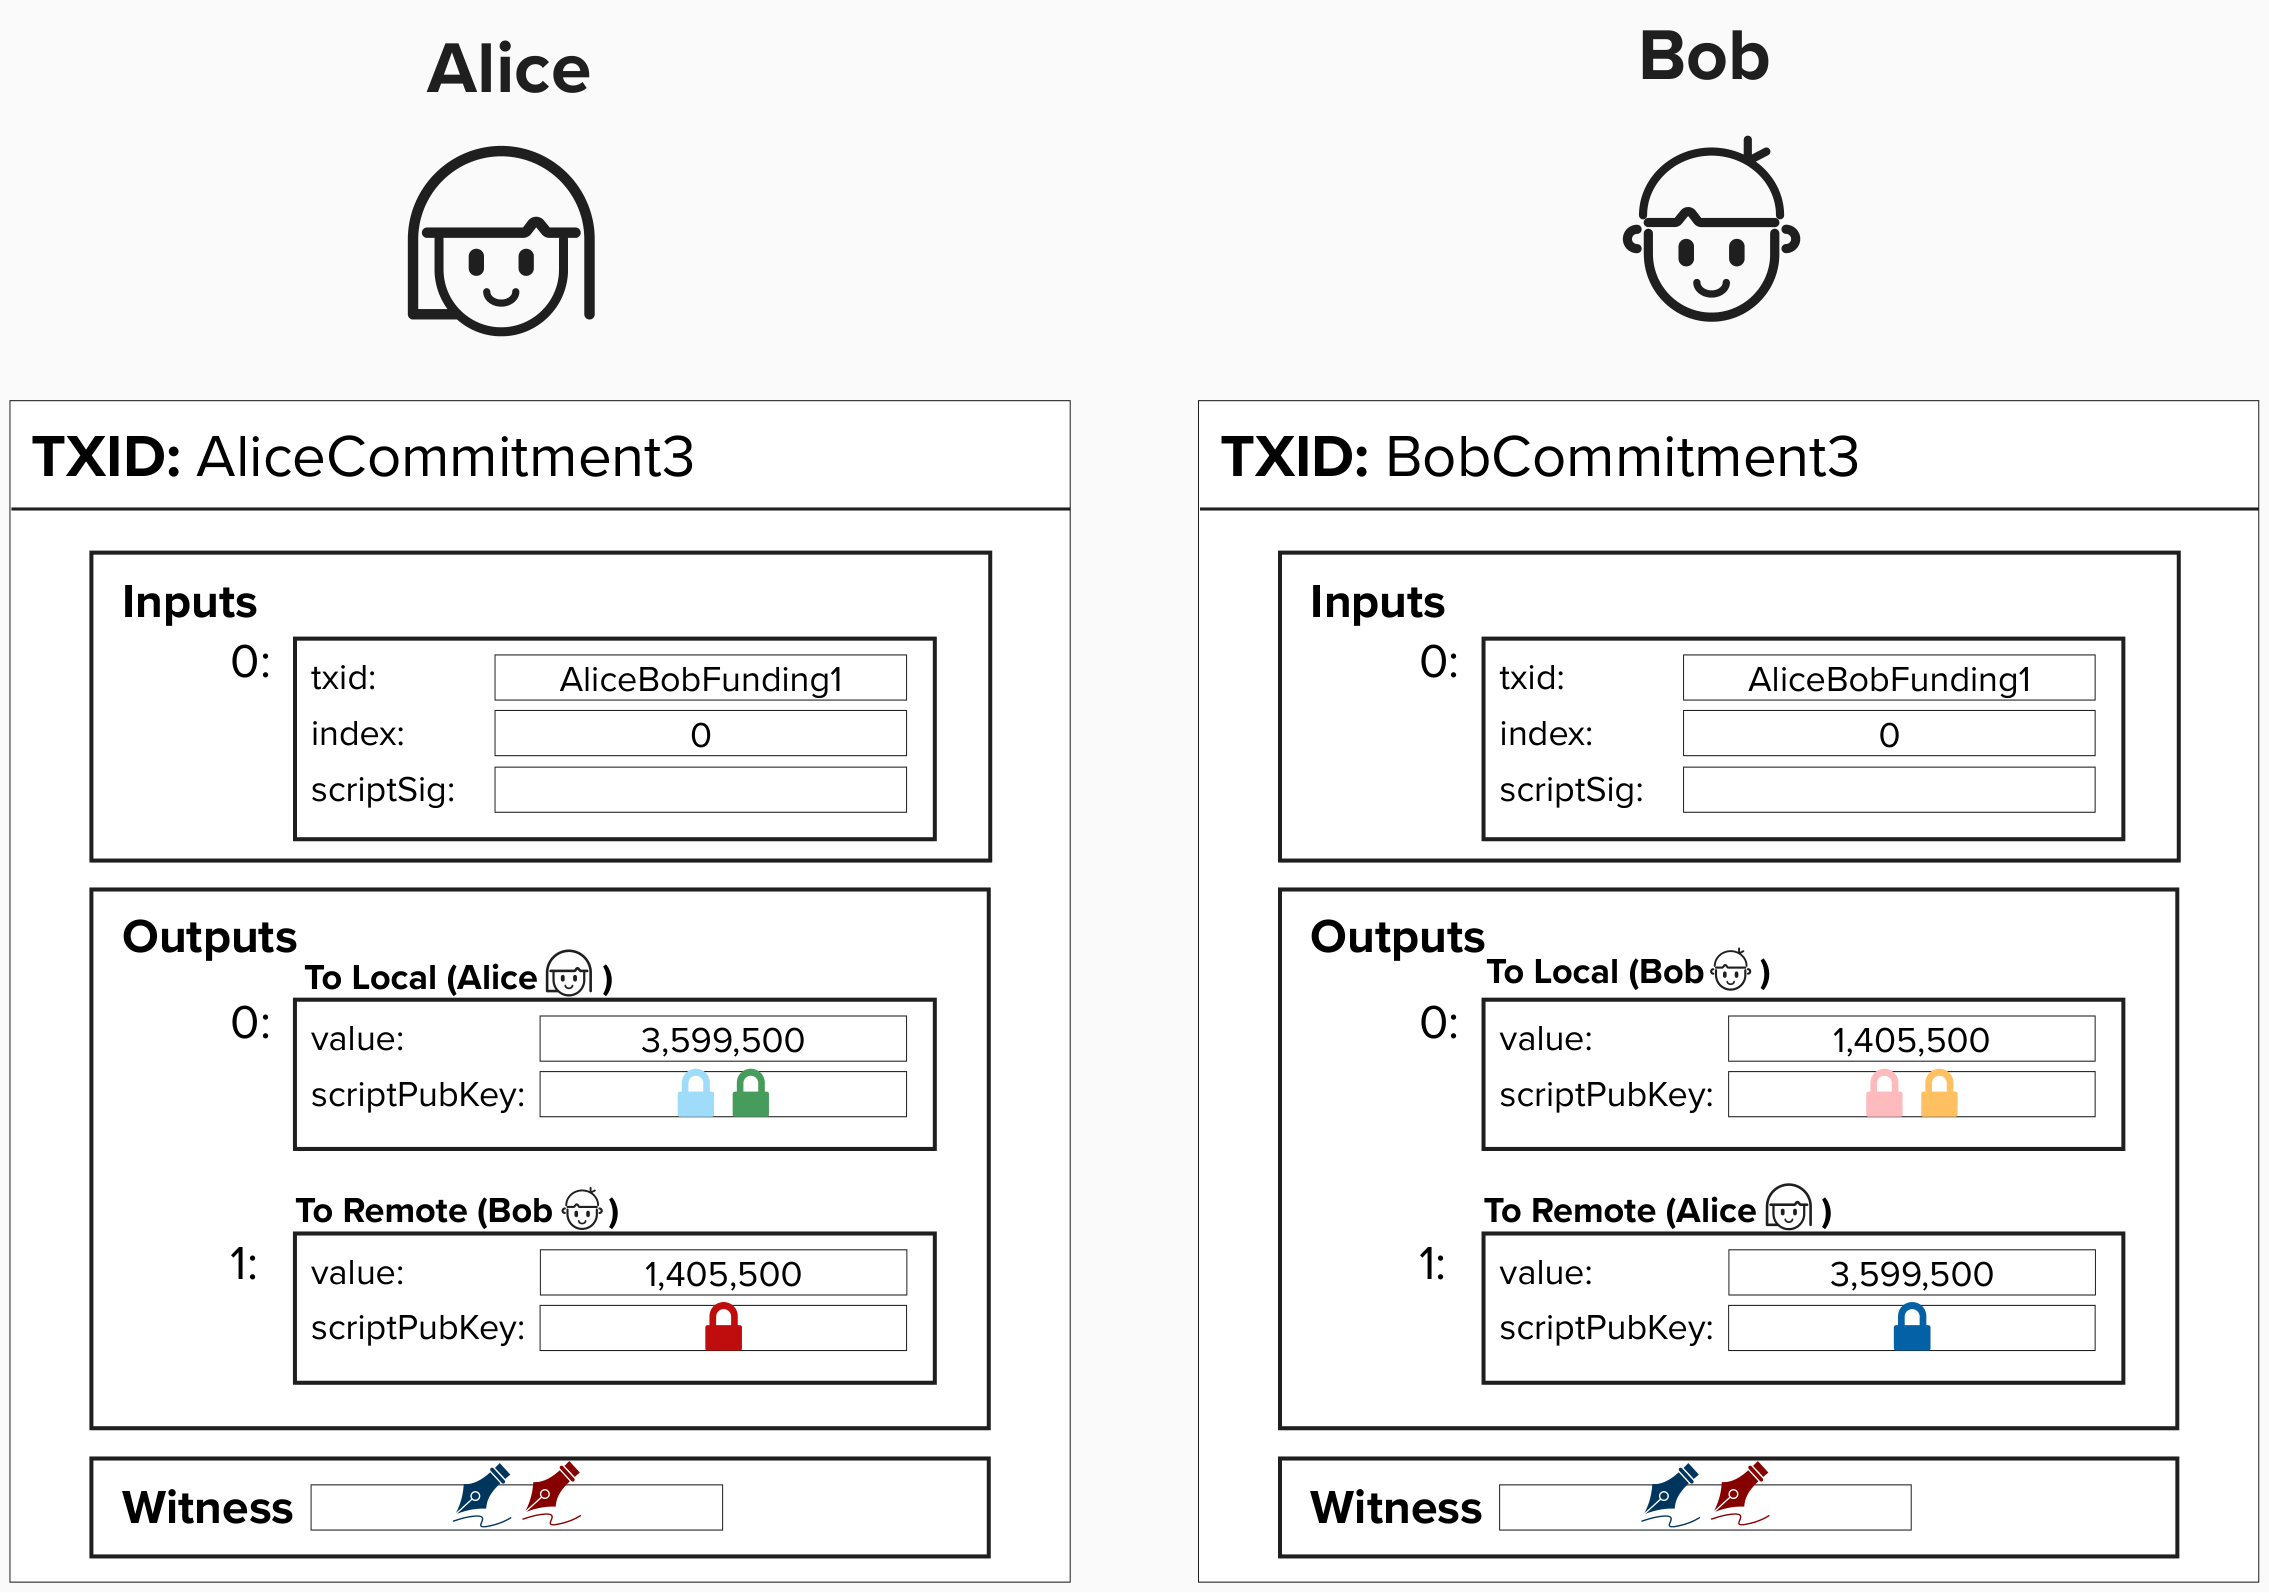 Alice
TXID: AliceCommitment3
Inputs
0:
txid: AliceBobFunding1
index: 0
scriptSig:
Outputs
To Local (Alice )
0:
value: 3,599,500
scriptPubKey:
To Remote (Bob )
1:
value: 1,405,500
scriptPubKey:
Witness
Bob
TXID: BobCommitment3
Inputs
0:
txid: AliceBobFunding1
index: 0
scriptSig:
Outputs
To Local (Bob )
0:
value: 1,405,500
scriptPubKey:
To Remote (Alice )
1:
value: 3,599,500
scriptPubKey:
Witness